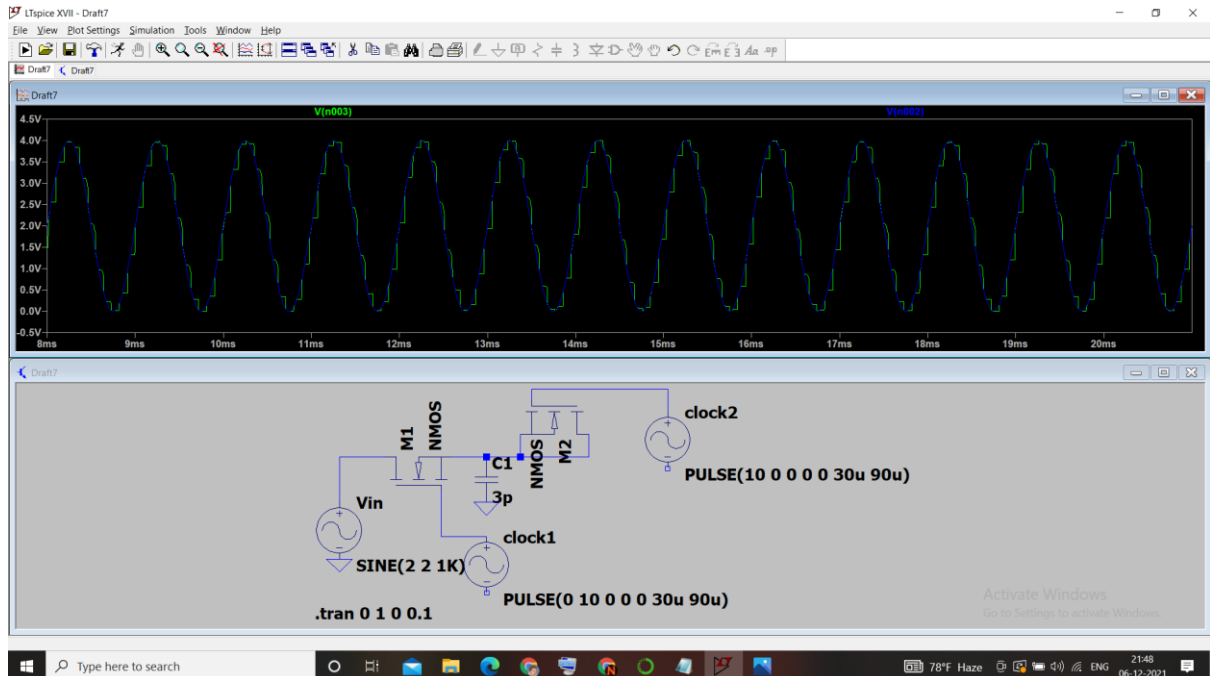 LTspice XVII - Draft7
File View Plot Settings Simulation Tools Window Help
Draft7 Draft7
Draft7
V(n003) V(n002)
4.5V
4.0V
3.5V
3.0V
2.5V
2.0V
1.5V
1.0V
0.5V
0.0V
-0.5V
8ms 9ms 10ms 11ms 12ms 13ms 14ms 15ms 16ms 17ms 18ms 19ms 20ms
Draft7
M1
NMOS
NMOS
M2
clock2
C1
PULSE(10 0 0 0 0 30u 90u)
3p
Vin
clock1
SINE(2 2 1K)
PULSE(0 10 0 0 0 30u 90u)
.tran 0 1 0 0.1
Activate Windows
Go to Settings to activate Windows.
Type here to search
78°F Haze ENG 21:48
06-12-2021